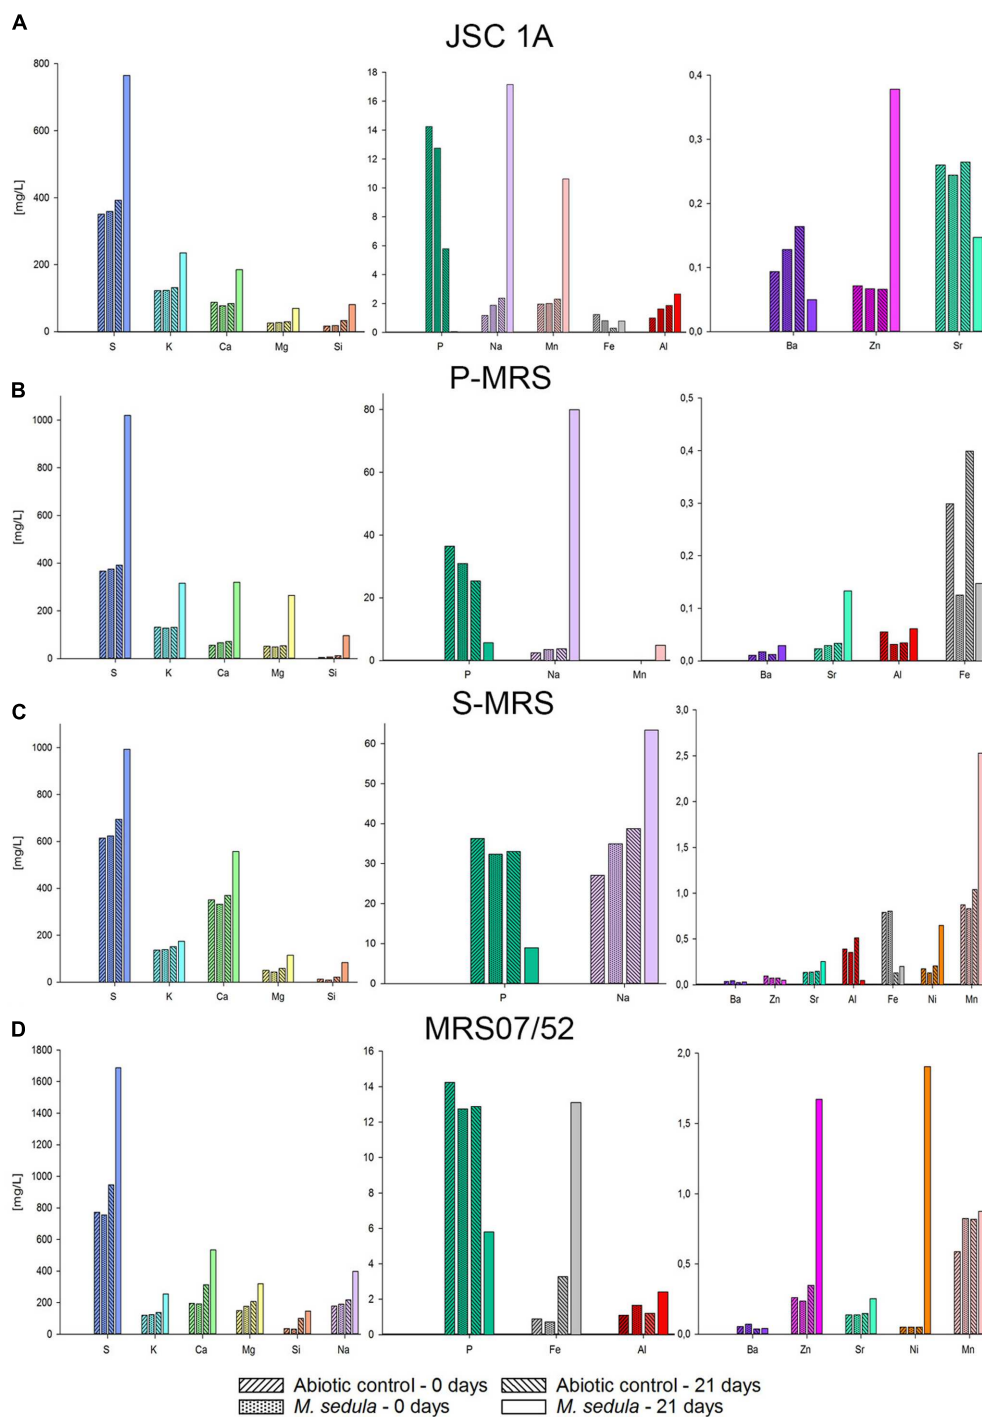 A
JSC 1A
[mg/L]
800
600
400
200
0
S K Ca Mg Si
18
16
14
12
10
8
6
4
2
0
P Na Mn Fe Al
0,4
0,3
0,2
0,1
0,0
Ba Zn Sr
B
P-MRS
[mg/L]
1000
800
600
400
200
0
S K Ca Mg Si
80
60
40
20
0
P Na Mn
0,5
0,4
0,3
0,2
0,1
0,0
Ba Sr Al Fe
C
S-MRS
[mg/L]
1000
800
600
400
200
0
S K Ca Mg Si
60
50
40
30
20
10
0
P Na
3,0
2,5
2,0
1,5
1,0
0,5
0,0
Ba Zn Sr Al Fe Ni Mn
D
MRS07/52
[mg/L]
1800
1600
1400
1200
1000
800
600
400
200
0
S K Ca Mg Si Na
16
14
12
10
8
6
4
2
0
P Fe Al
2,0
1,5
1,0
0,5
0,0
Ba Zn Sr Ni Mn
Abiotic control - 0 days
Abiotic control - 21 days
M. sedula - 0 days
M. sedula - 21 days